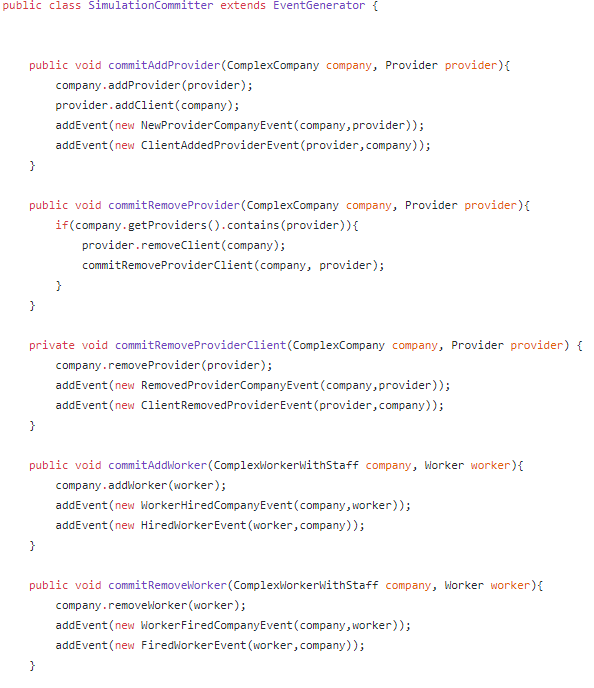 public class SimulationCommitter extends EventGenerator {
public void commitAddProvider(ComplexCompany company, Provider provider){
company.addProvider(provider);
provider.addClient(company);
addEvent(new NewProviderCompanyEvent(company,provider));
addEvent(new ClientAddedProviderEvent(provider,company));
}
public void commitRemoveProvider(ComplexCompany company, Provider provider){
if(company.getProviders().contains(provider)){
provider.removeClient(company);
commitRemoveProviderClient(company, provider);
}
}
private void commitRemoveProviderClient(ComplexCompany company, Provider provider) {
company.removeProvider(provider);
addEvent(new RemovedProviderCompanyEvent(company,provider));
addEvent(new ClientRemovedProviderEvent(provider,company));
}
public void commitAddWorker(ComplexWorkerWithStaff company, Worker worker){
company.addWorker(worker);
addEvent(new WorkerHiredCompanyEvent(company,worker));
addEvent(new HiredWorkerEvent(worker,company));
}
public void commitRemoveWorker(ComplexWorkerWithStaff company, Worker worker){
company.removeWorker(worker);
addEvent(new WorkerFiredCompanyEvent(company,worker));
addEvent(new FiredWorkerEvent(worker,company));
}